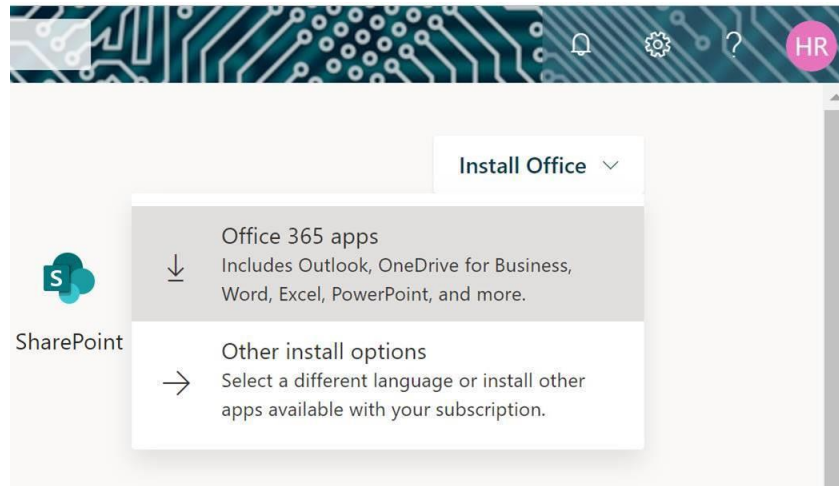 HR
Install Office
Office 365 apps
Includes Outlook, OneDrive for Business,
Word, Excel, PowerPoint, and more.
S
SharePoint
Other install options
Select a different language or install other
apps available with your subscription.